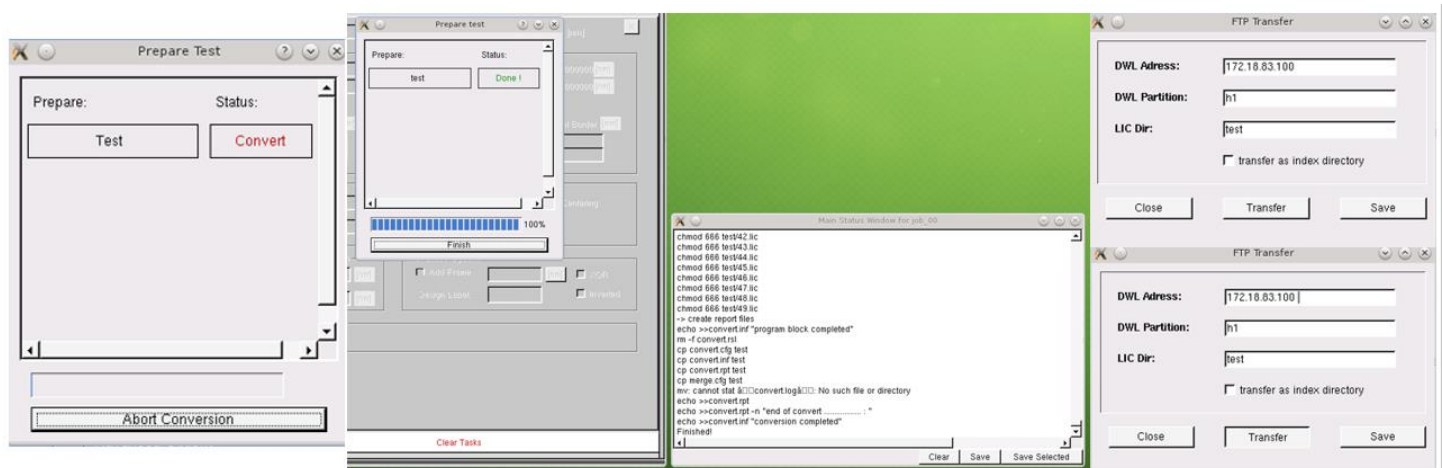 Prepare Test
Prepare: Status:
Test Convert
Abort Conversion
Prepare test
Prepare: Status:
test Done !
100%
Finish
Clear Tasks
Main Status Window for job_00
chmod 666 test/42.lic
chmod 666 test/43.lic
chmod 666 test/44.lic
chmod 666 test/45.lic
chmod 666 test/46.lic
chmod 666 test/47.lic
chmod 666 test/48.lic
chmod 666 test/49.lic
-> create report files
echo >>convert.inf "program block completed"
rm -f convert.rsl
cp convert.cfg test
cp convert.inf test
cp convert.rpt test
cp merge.cfg test
mv: cannot stat â□□convert.logâ□□: No such file or directory
echo >>convert.rpt
echo >>convert.rpt -n "end of convert ................. : "
echo >>convert.inf "conversion completed"
Finished!
Clear Save Save Selected
FTP Transfer
DWL Adress: 172.18.83.100
DWL Partition: h1
LIC Dir: test
transfer as index directory
Close Transfer Save
FTP Transfer
DWL Adress: 172.18.83.100
DWL Partition: h1
LIC Dir: test
transfer as index directory
Close Transfer Save